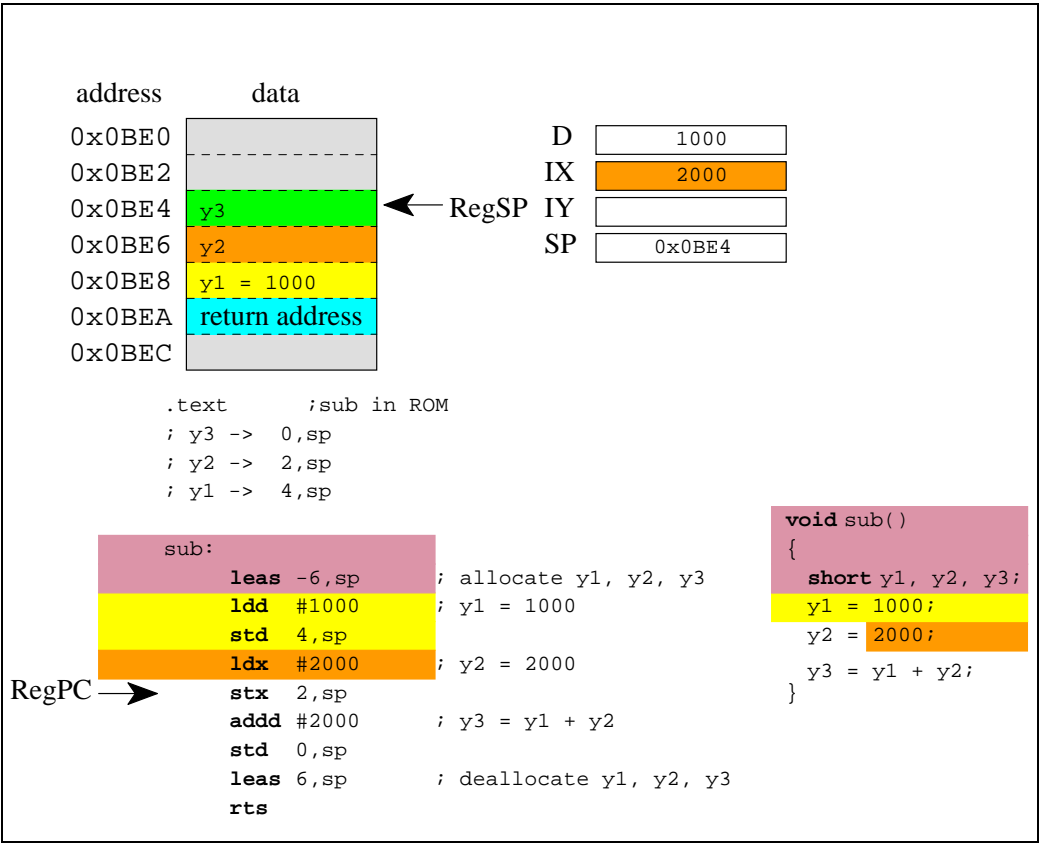 address data
0x0BE0
0x0BE2
0x0BE4 y3
0x0BE6 y2
0x0BE8 y1 = 1000
0x0BEA return address
0x0BEC
RegSP
D 1000
IX 2000
IY
SP 0x0BE4
.text ;sub in ROM
; y3 -> 0,sp
; y2 -> 2,sp
; y1 -> 4,sp
sub:
leas -6,sp ; allocate y1, y2, y3
ldd #1000 ; y1 = 1000
std 4,sp
ldx #2000 ; y2 = 2000
RegPC stx 2,sp
addd #2000 ; y3 = y1 + y2
std 0,sp
leas 6,sp ; deallocate y1, y2, y3
rts
void sub()
{
short y1, y2, y3;
y1 = 1000;
y2 = 2000;
y3 = y1 + y2;
}